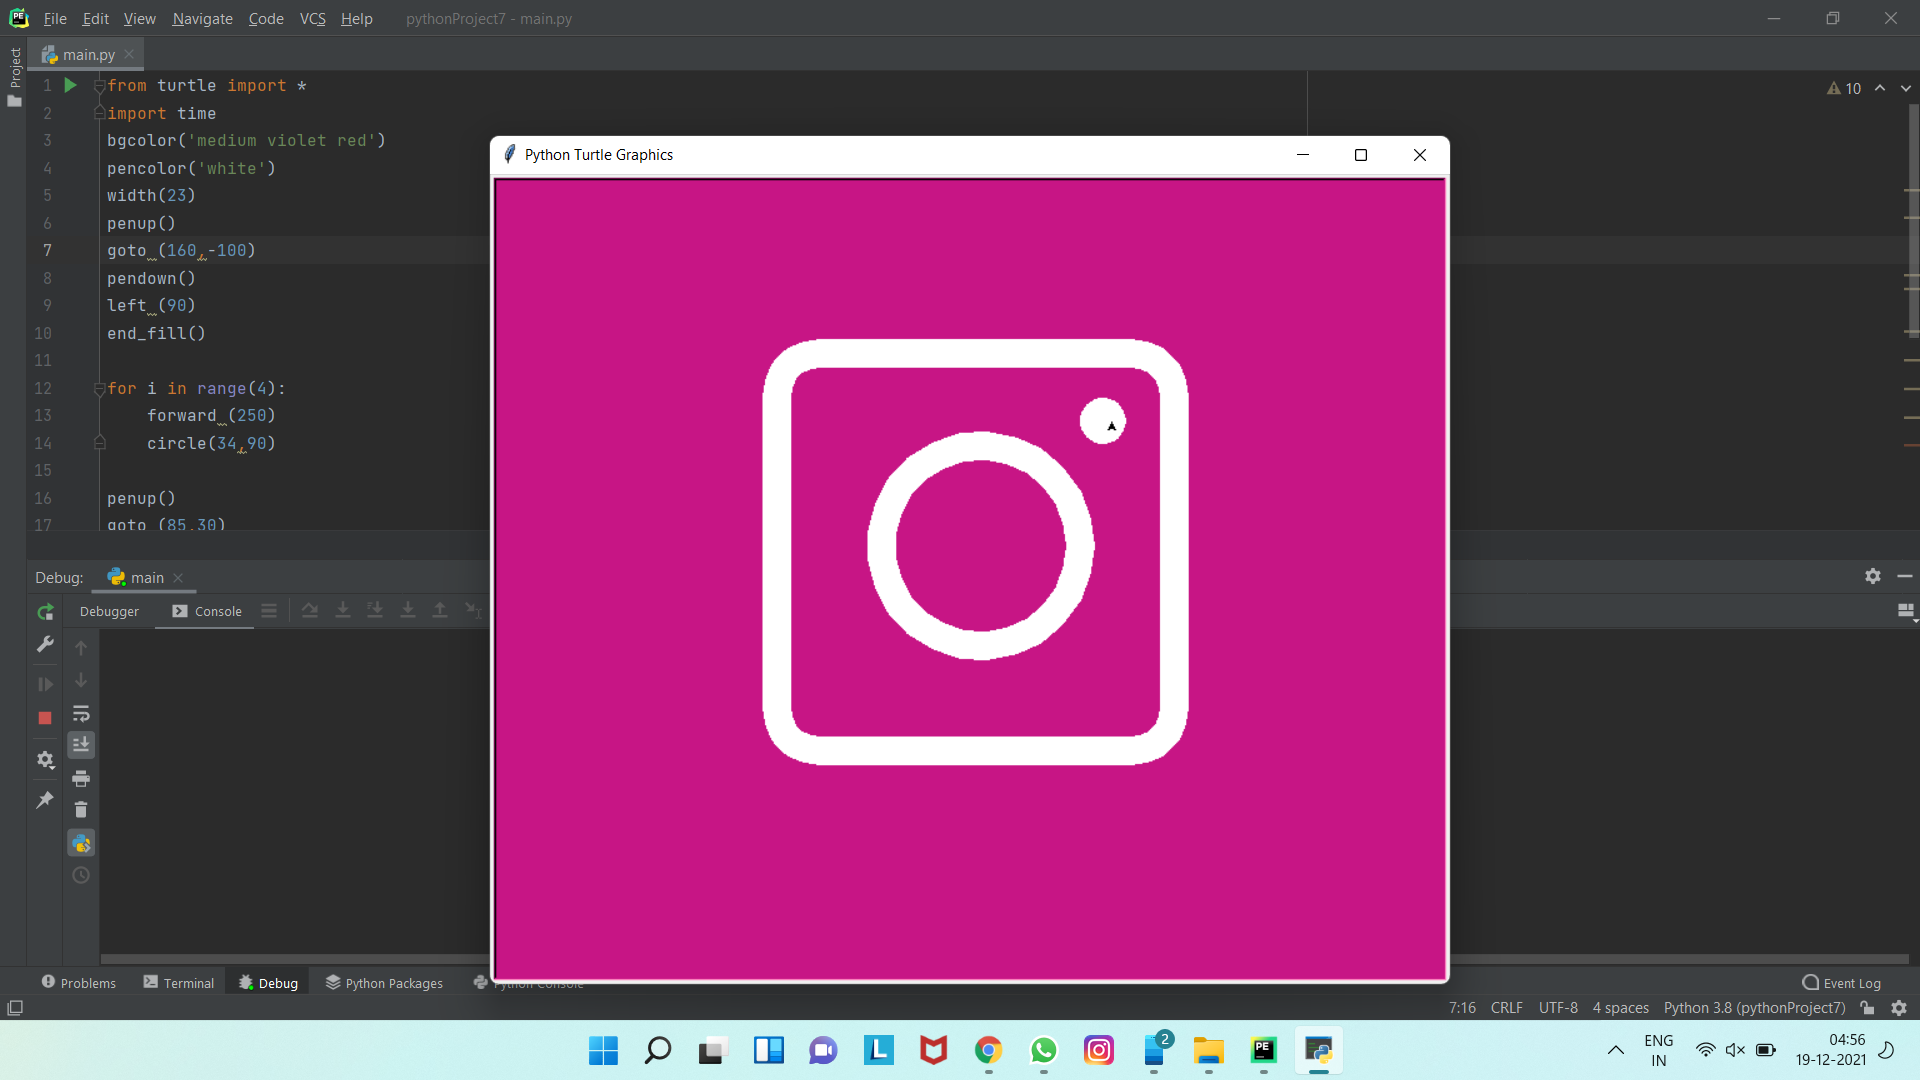 File Edit View Navigate Code VCS Help pythonProject7 - main.py
Project
main.py
1 from turtle import *
2 import time
3 bgcolor('medium violet red')
4 pencolor('white')
5 width(23)
6 penup()
7 goto (160,-100)
8 pendown()
9 left (90)
10 end_fill()
11
12 for i in range(4):
13 forward (250)
14 circle(34,90)
15
16 penup()
17 goto (85,30)
10
Python Turtle Graphics
Debug: main
Debugger Console
Problems Terminal Debug Python Packages Python Console Event Log
7:16 CRLF UTF-8 4 spaces Python 3.8 (pythonProject7)
PE
L
2
PE
ENG
IN
04:56
19-12-2021